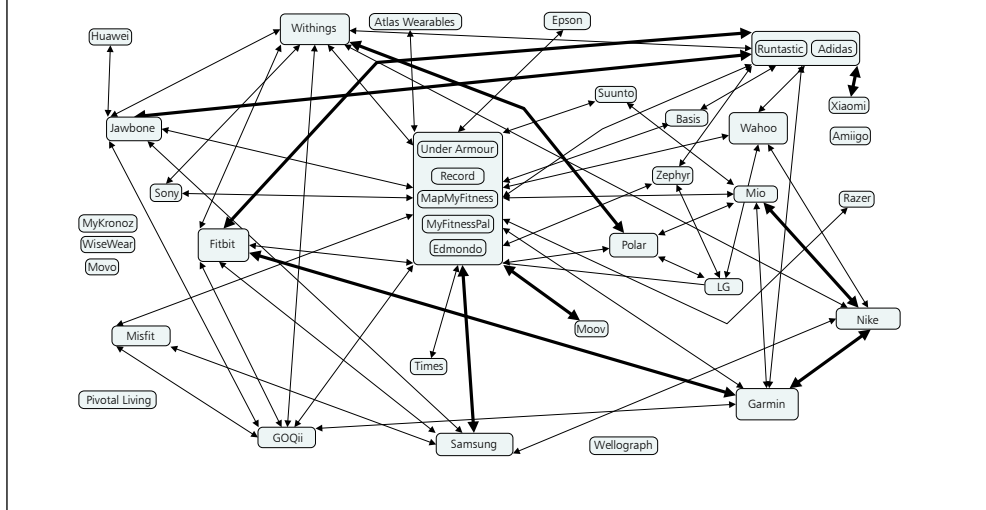 Withings
Atlas Wearables
Epson
Huawei
Runtastic
Adidas
Suunto
Xiaomi
Basis
Jawbone
Wahoo
Amiigo
Under Armour
Record
Zephyr
Sony
MapMyFitness
Mio
Razer
MyKronoz
MyFitnessPal
WiseWear
Fitbit
Edmondo
Polar
Movo
LG
Nike
Moov
Misfit
Times
Pivotal Living
Garmin
GOQii
Samsung
Wellograph